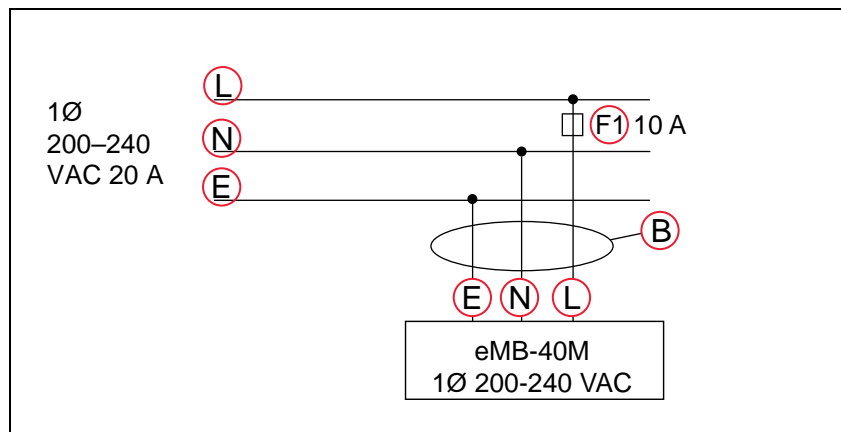 L
1Ø
200–240
VAC 20 A
F1 10 A
N
E
B
E N L
eMB-40M
1Ø 200-240 VAC